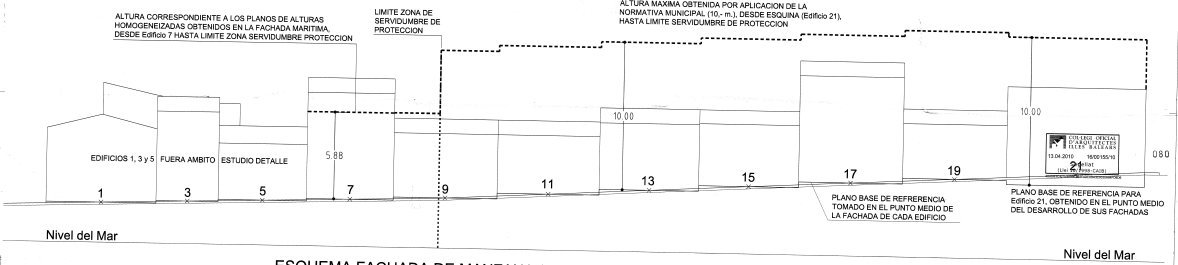 ALTURA CORRESPONDIENTE A LOS PLANOS DE ALTURAS
HOMOGENEIZADAS OBTENIDOS EN LA FACHADA MARITIMA,
DESDE Edificio 7 HASTA LIMITE ZONA SERVIDUMBRE PROTECCION
LIMITE ZONA DE
SERVIDUMBRE DE
PROTECCION
ALTURA MAXIMA OBTENIDA POR APLICACION DE LA
NORMATIVA MUNICIPAL (10,- m.), DESDE ESQUINA (Edificio 21),
HASTA LIMITE SERVIDUMBRE DE PROTECCION
10.00
10.00
5.88
EDIFICIOS 1, 3 y 5 FUERA AMBITO ESTUDIO DETALLE
COL·LEGI OFICIAL
D'ARQUITECTES
ILLES BALEARS
13.04.2010
080
1
3
5
7
9
11
13
15
17
19
21
PLANO BASE DE REFRERENCIA
TOMADO EN EL PUNTO MEDIO DE
LA FACHADA DE CADA EDIFICIO
PLANO BASE DE REFERENCIA PARA
Edificio 21, OBTENIDO EN EL PUNTO MEDIO
DEL DESARROLLO DE SUS FACHADAS
Nivel del Mar
Nivel del Mar